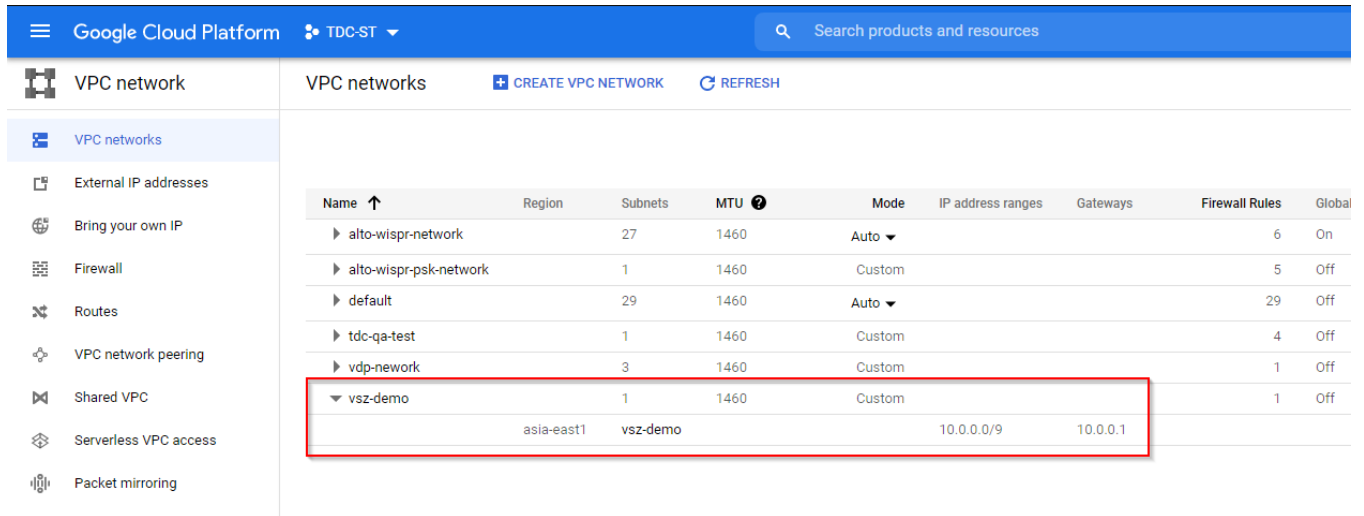 Google Cloud Platform TDC-ST Search products and resources
VPC network
VPC networks CREATE VPC NETWORK REFRESH
VPC networks
External IP addresses
Bring your own IP
Firewall
Routes
VPC network peering
Shared VPC
Serverless VPC access
Packet mirroring
Name Region Subnets MTU Mode IP address ranges Gateways Firewall Rules Global
alto-wispr-network 27 1460 Auto 6 On
alto-wispr-psk-network 1 1460 Custom 5 Off
default 29 1460 Auto 29 Off
tdc-qa-test 1 1460 Custom 4 Off
vdp-nework 3 1460 Custom 1 Off
vsz-demo 1 1460 Custom 1 Off
asia-east1 vsz-demo 10.0.0.0/9 10.0.0.1